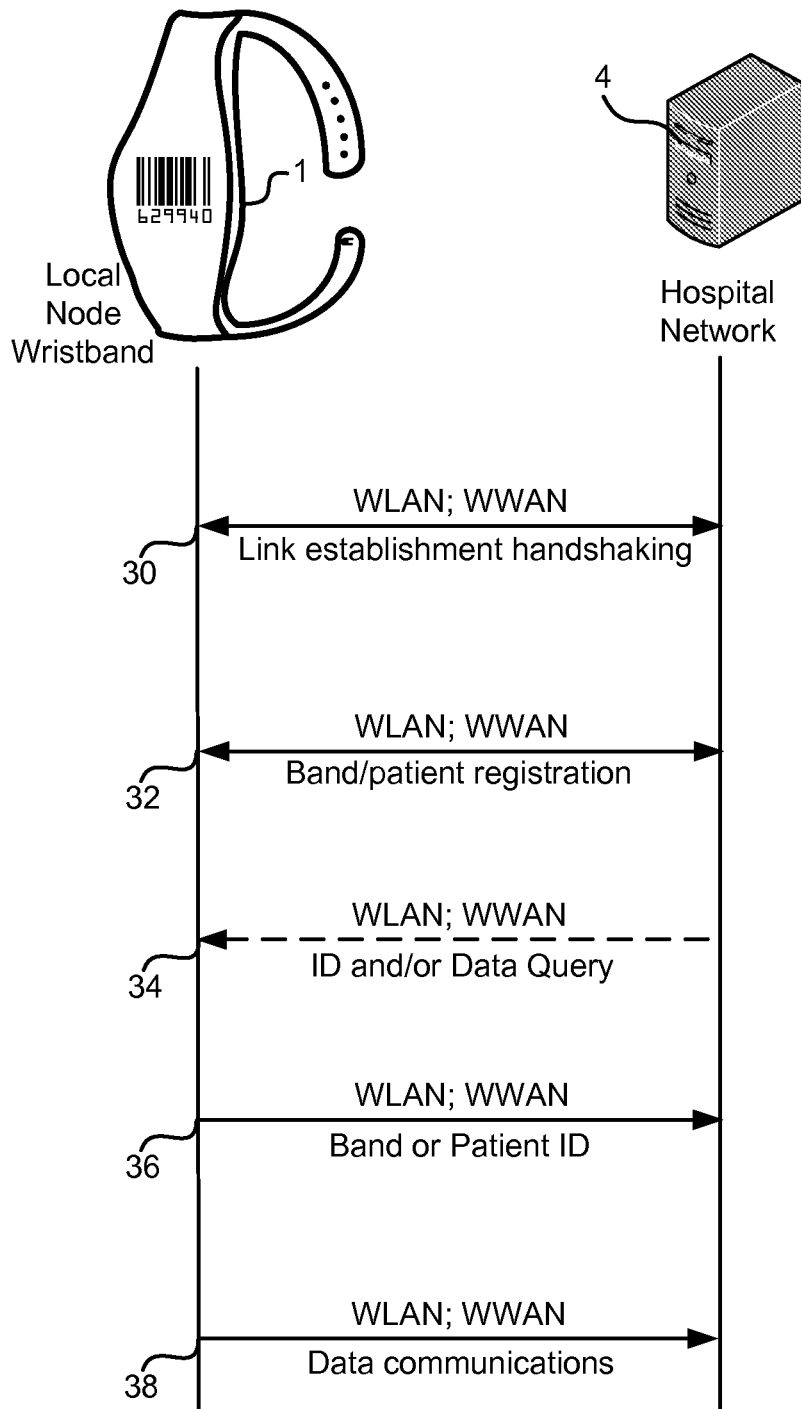 4
1
629940
Local
Node
Wristband
Hospital
Network
WLAN; WWAN
Link establishment handshaking
30
WLAN; WWAN
Band/patient registration
32
WLAN; WWAN
ID and/or Data Query
34
WLAN; WWAN
Band or Patient ID
36
WLAN; WWAN
Data communications
38